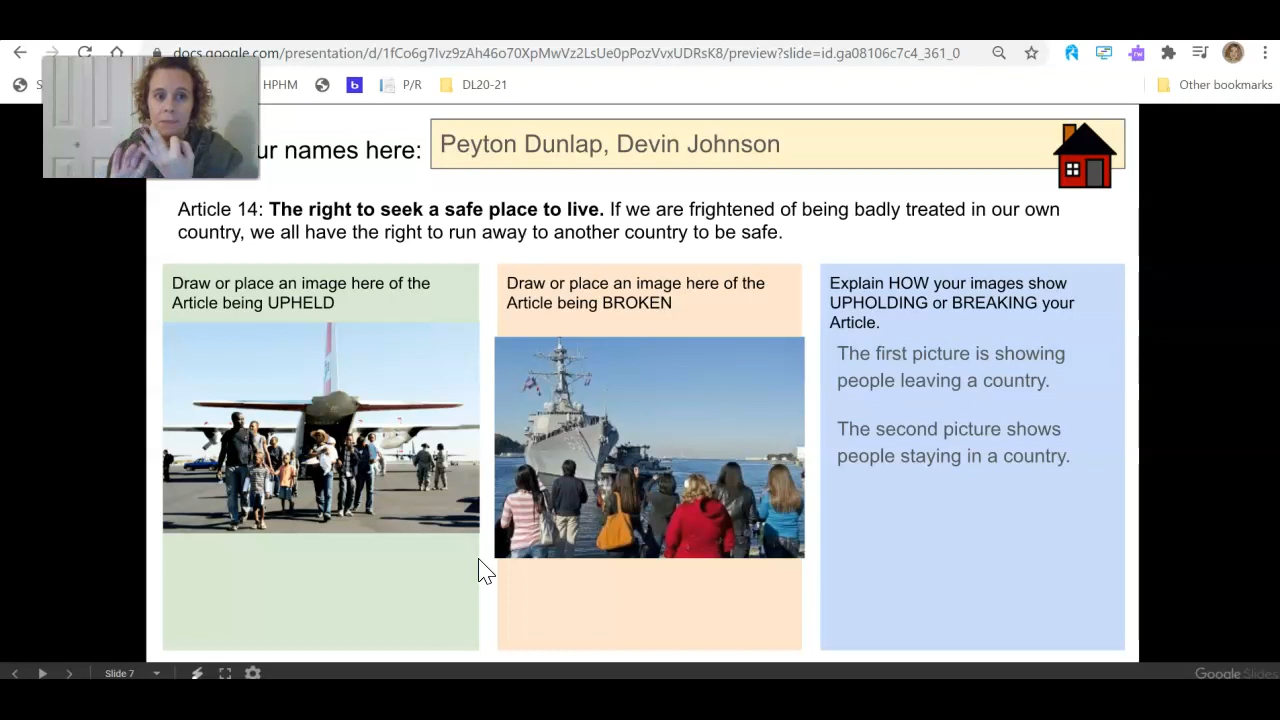 docs.google.com/presentation/d/1fCo6g7lvz9zAh46o70XpMwVz2LsUe0pPozVvxUDRsK8/preview?slide=id.ga08106c7c4_361_0
HPHM
P/R
DL20-21
Other bookmarks
ur names here:
Peyton Dunlap, Devin Johnson
Article 14: The right to seek a safe place to live. If we are frightened of being badly treated in our own
country, we all have the right to run away to another country to be safe.
Draw or place an image here of the
Article being UPHELD
Draw or place an image here of the
Article being BROKEN
Explain HOW your images show
UPHOLDING or BREAKING your
Article.
The first picture is showing
people leaving a country.
The second picture shows
people staying in a country.
Slide 7
Google Slides